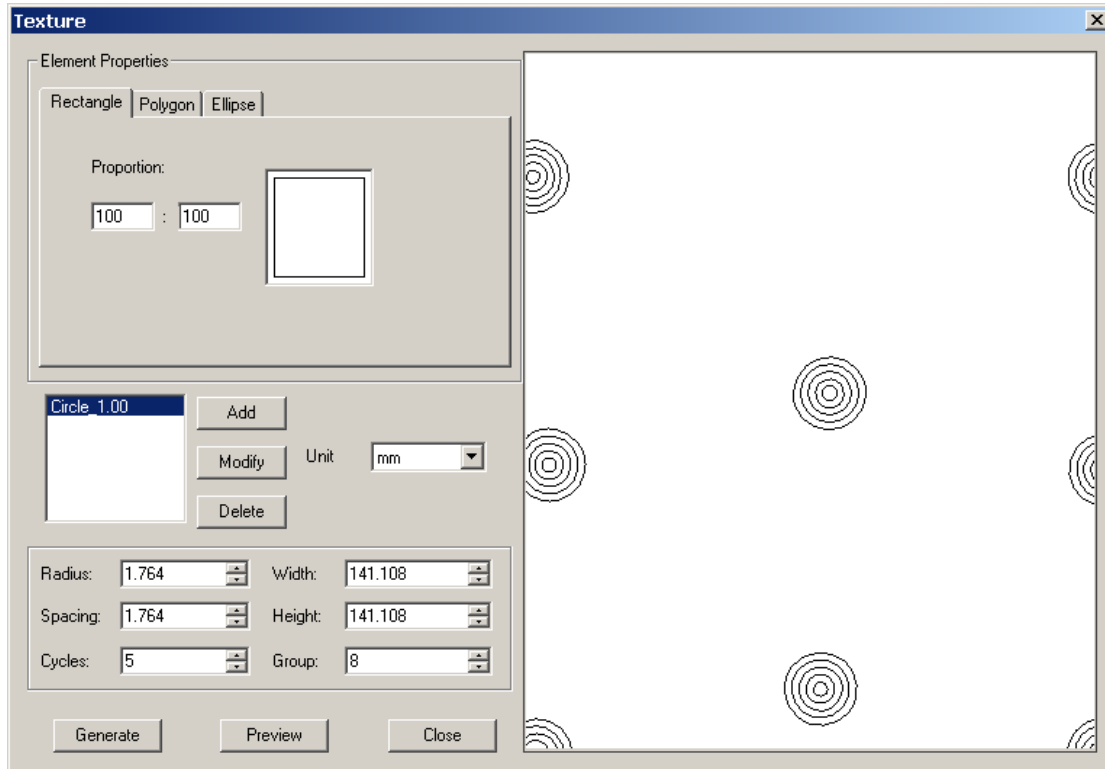 Texture
Element Properties
Rectangle Polygon Ellipse
Proportion:
100 : 100
Circle_1.00
Add
Modify Unit mm
Delete
Radius: 1.764 Width: 141.108
Spacing: 1.764 Height: 141.108
Cycles: 5 Group: 8
Generate Preview Close